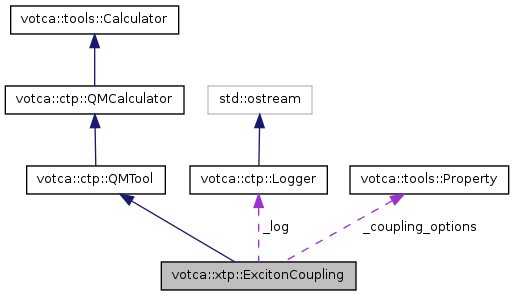 votca::tools::Calculator
votca::ctp::QMCalculator
std::ostream
votca::ctp::QMTool
votca::ctp::Logger
votca::tools::Property
_log
_coupling_options
votca::xtp::ExcitonCoupling